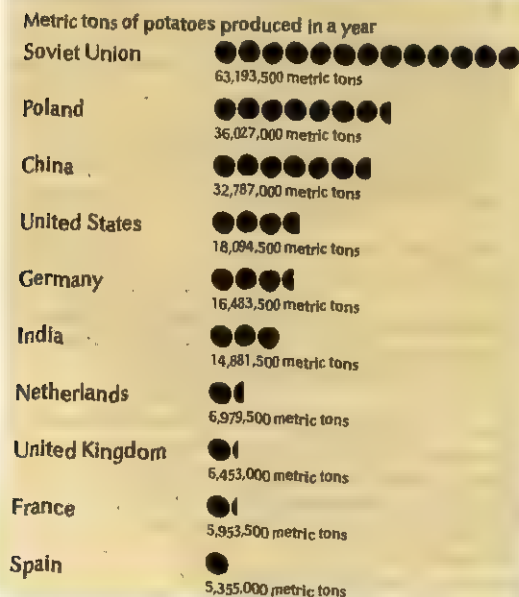 Metric tons of potatoes produced in a year
Soviet Union
63,193,500 metric tons
Poland
36,027,000 metric tons
China
32,787,000 metric tons
United States
18,094,500 metric tons
Germany
16,483,500 metric tons
India
14,881,500 metric tons
Netherlands
6,979,500 metric tons
United Kingdom
6,453,000 metric tons
France
5,953,500 metric tons
Spain
5,355,000 metric tons